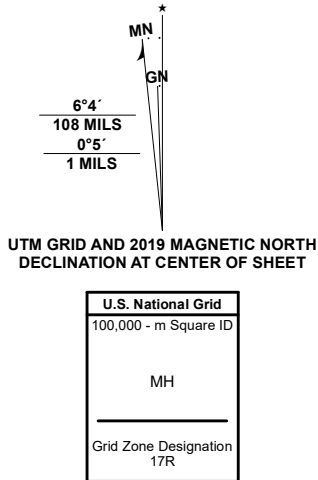 MN
GN
6°4´
108 MILS
0°5´
1 MILS
UTM GRID AND 2019 MAGNETIC NORTH
DECLINATION AT CENTER OF SHEET
U.S. National Grid
100,000 - m Square ID
MH
Grid Zone Designation
17R